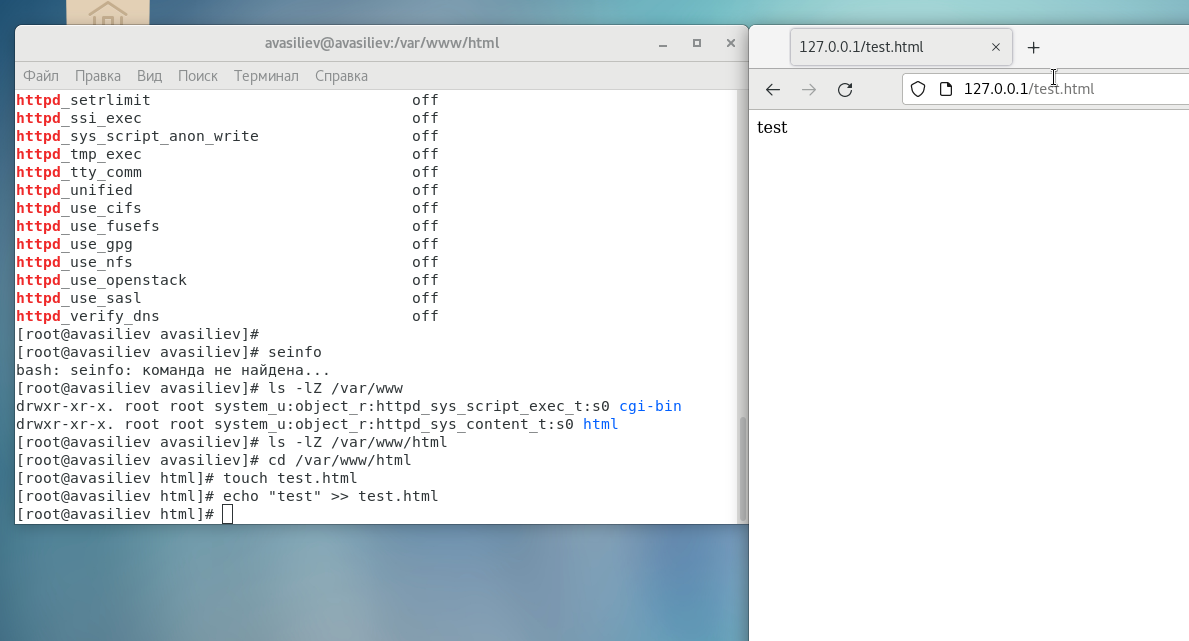 avasiliev@avasiliev:/var/www/html
Файл Правка Вид Поиск Терминал Справка
httpd_setrlimit off
httpd_ssi_exec off
httpd_sys_script_anon_write off
httpd_tmp_exec off
httpd_tty_comm off
httpd_unified off
httpd_use_cifs off
httpd_use_fusefs off
httpd_use_gpg off
httpd_use_nfs off
httpd_use_openstack off
httpd_use_sasl off
httpd_verify_dns off
[root@avasiliev avasiliev]#
[root@avasiliev avasiliev]# seinfo
bash: seinfo: команда не найдена...
[root@avasiliev avasiliev]# ls -lZ /var/www
drwxr-xr-x. root root system_u:object_r:httpd_sys_script_exec_t:s0 cgi-bin
drwxr-xr-x. root root system_u:object_r:httpd_sys_content_t:s0 html
[root@avasiliev avasiliev]# ls -lZ /var/www/html
[root@avasiliev avasiliev]# cd /var/www/html
[root@avasiliev html]# touch test.html
[root@avasiliev html]# echo "test" >> test.html
[root@avasiliev html]#
127.0.0.1/test.html
127.0.0.1/test.html
test